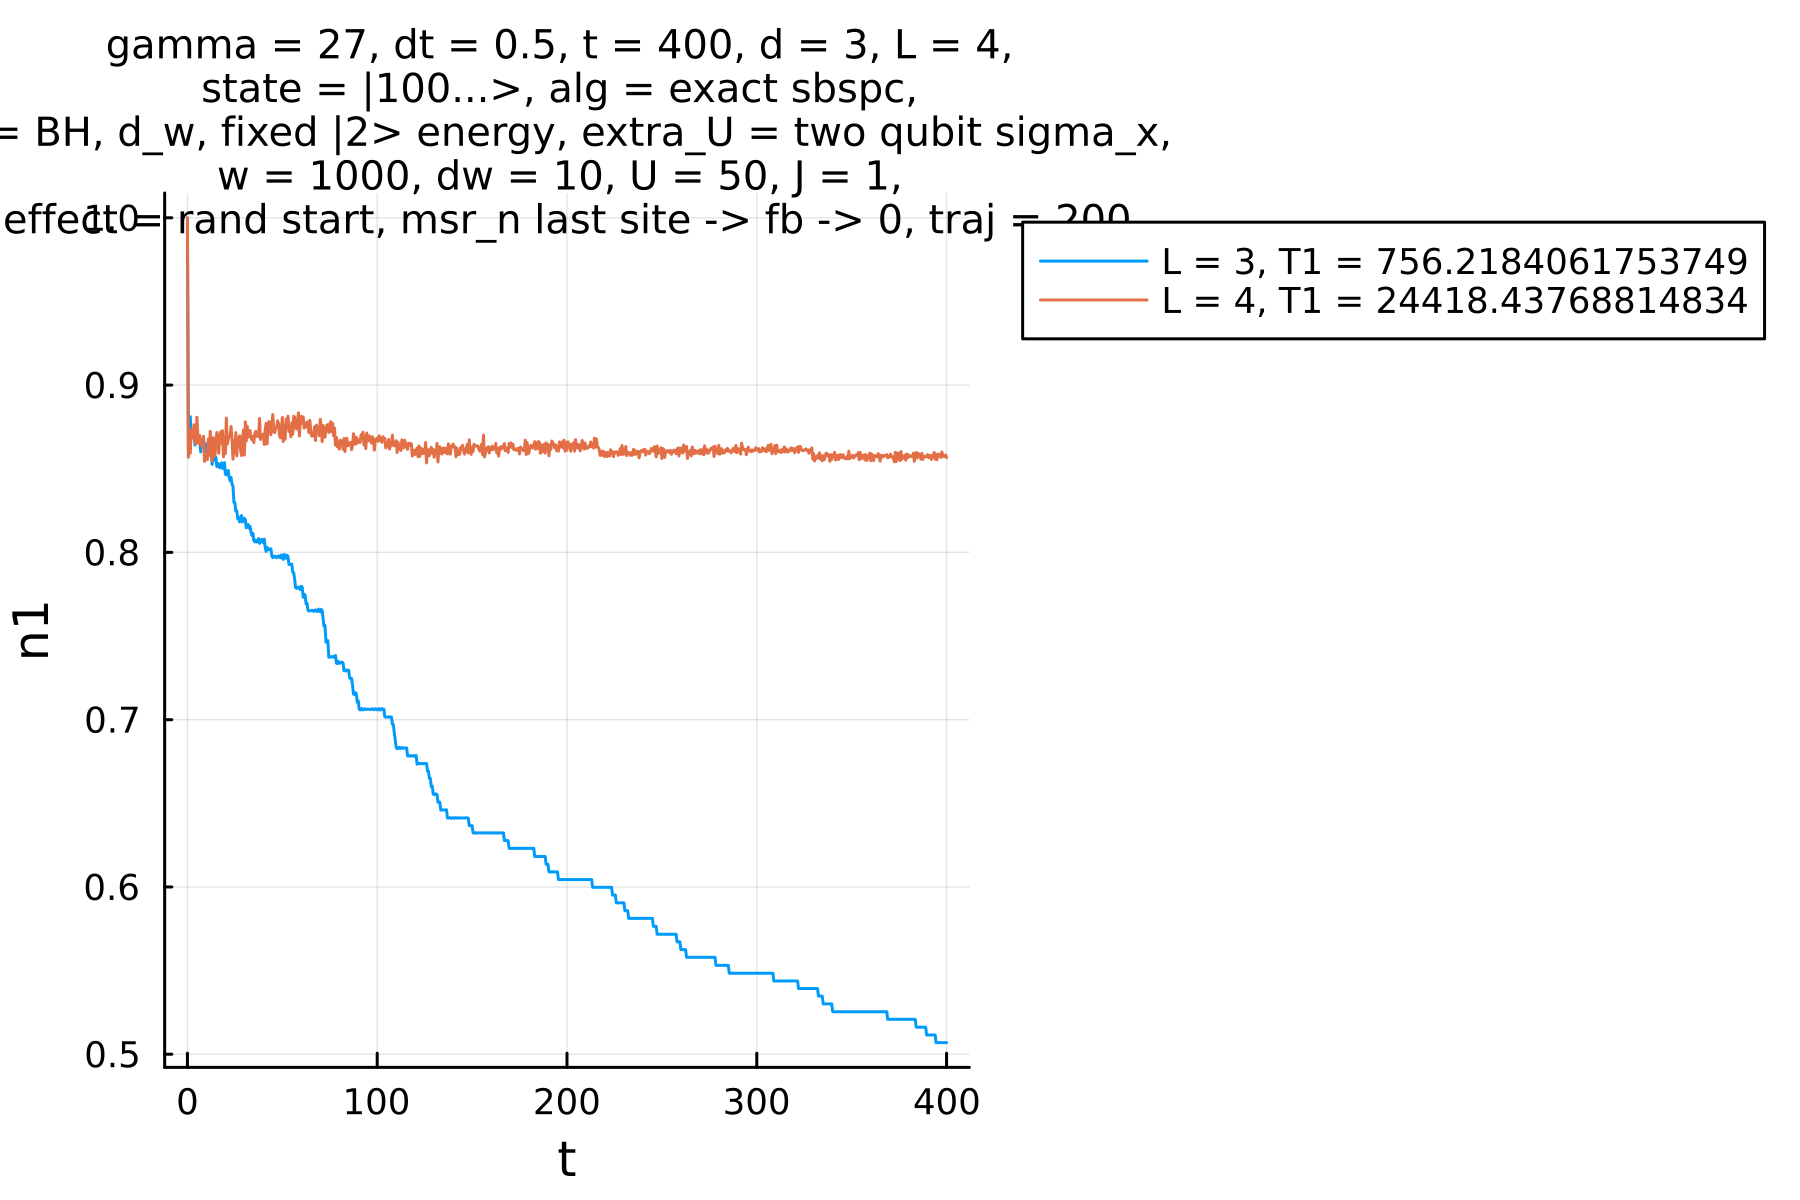 gamma = 27, dt = 0.5, t = 400, d = 3, L = 4,
state = |100...>, alg = exact sbspc,
= BH, d_w, fixed |2> energy, extra_U = two qubit sigma_x,
w = 1000, dw = 10, U = 50, J = 1,
effect = rand start, msr_n last site -> fb -> 0, traj = 200
L = 3, T1 = 756.2184061753749
L = 4, T1 = 24418.43768814834
1.0
0.9
0.8
0.7
0.6
0.5
n1
0 100 200 300 400
t